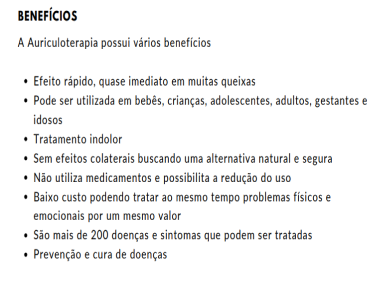 BENEFÍCIOS
A Auriculoterapia possui vários benefícios
• Efeito rápido, quase imediato em muitas queixas
• Pode ser utilizada em bebês, crianças, adolescentes, adultos, gestantes e
idosos
• Tratamento indolor
• Sem efeitos colaterais buscando uma alternativa natural e segura
• Não utiliza medicamentos e possibilita a redução do uso
• Baixo custo podendo tratar ao mesmo tempo problemas físicos e
emocionais por um mesmo valor
• São mais de 200 doenças e sintomas que podem ser tratadas
• Prevenção e cura de doenças